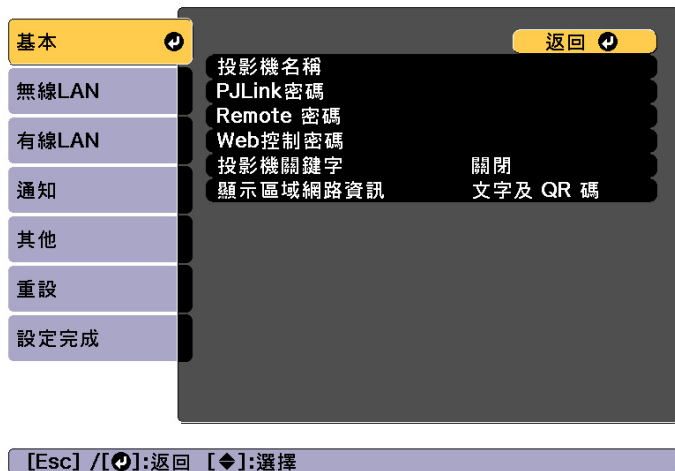 基本
無線LAN
有線LAN
通知
其他
重設
設定完成
返回
投影機名稱
PJLink密碼
Remote 密碼
Web控制密碼
投影機關鍵字 關閉
顯示區域網路資訊 文字及 QR 碼
[Esc] /[⏎]:返回 [◆]:選擇